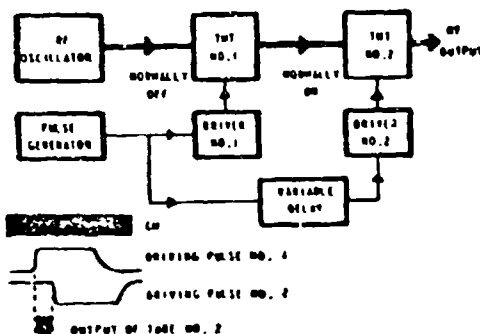 RF
OSCILLATOR
TWT
NO.1
TWT
NO.2
RF
OUTPUT
NORMALLY
OFF
NORMALLY
ON
PULSE
GENERATOR
DRIVER
NO.1
DRIVER
NO.2
VARIABLE
DELAY
CW
DRIVING PULSE NO. 1
DRIVING PULSE NO. 2
OUTPUT OF TUBE NO. 2